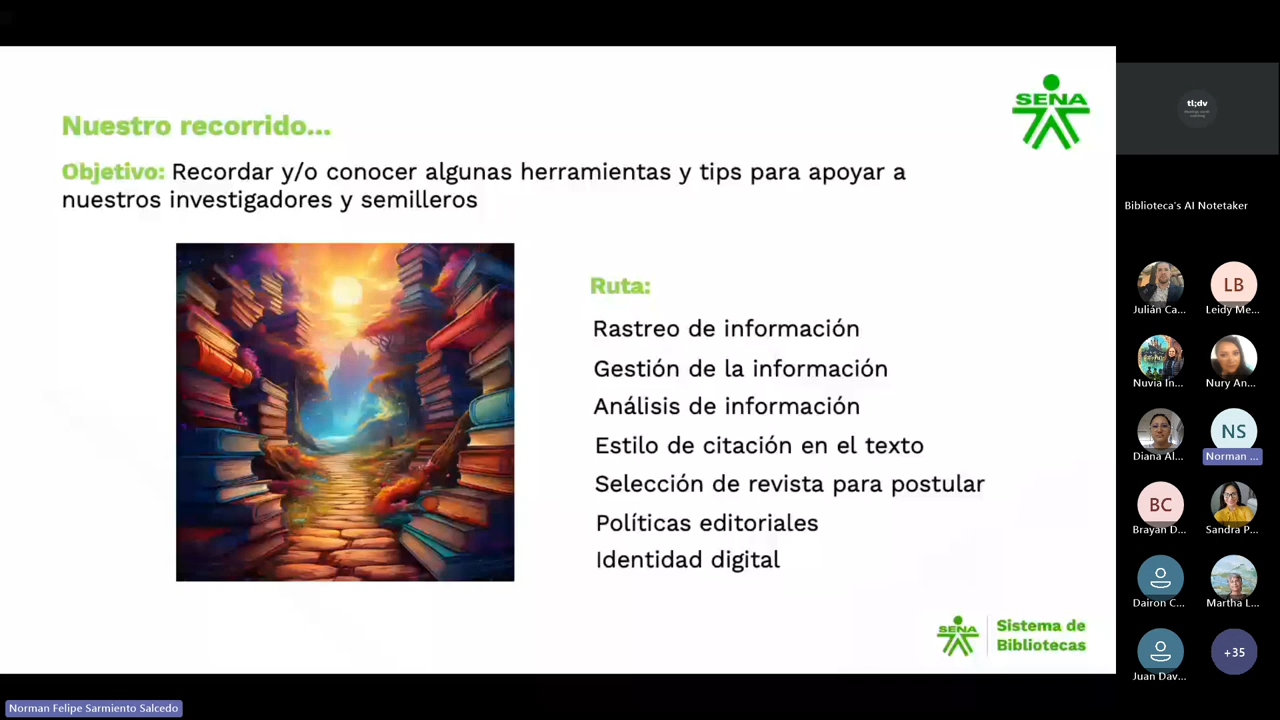 Nuestro recorrido...
Objetivo: Recordar y/o conocer algunas herramientas y tips para apoyar a
nuestros investigadores y semilleros
Ruta:
Rastreo de información
Gestión de la información
Análisis de información
Estilo de citación en el texto
Selección de revista para postular
Políticas editoriales
Identidad digital
SENA
SENA
Sistema de
Bibliotecas
tl;dv
Biblioteca's AI Notetaker
Julián Ca...
LB
Leidy Me...
Nuvia In...
Nury An...
Diana Al...
NS
Norman ...
BC
Brayan D...
Sandra P...
Dairon C...
Martha L...
Juan Dav...
+35
Norman Felipe Sarmiento Salcedo